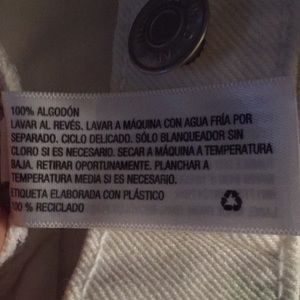 100% ALGODÓN
LAVAR AL REVÉS. LAVAR A MÁQUINA CON AGUA FRÍA POR
SEPARADO. CICLO DELICADO. SÓLO BLANQUEADOR SIN
CLORO SI ES NECESARIO. SECAR A MÁQUINA A TEMPERATURA
BAJA. RETIRAR OPORTUNAMENTE. PLANCHAR A
TEMPERATURA MEDIA SI ES NECESARIO.
ETIQUETA ELABORADA CON PLÁSTICO
100 % RECICLADO